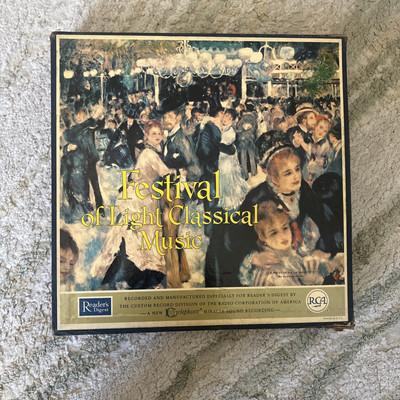 Festival
of Light Classical
Music
Reader's
Digest
RECORDED AND MANUFACTURED ESPECIALLY FOR READER'S DIGEST BY
THE CUSTOM RECORD DIVISION OF THE RADIO CORPORATION OF AMERICA
A NEW Dynaphonic MIRACLE SOUND RECORDING
RCA